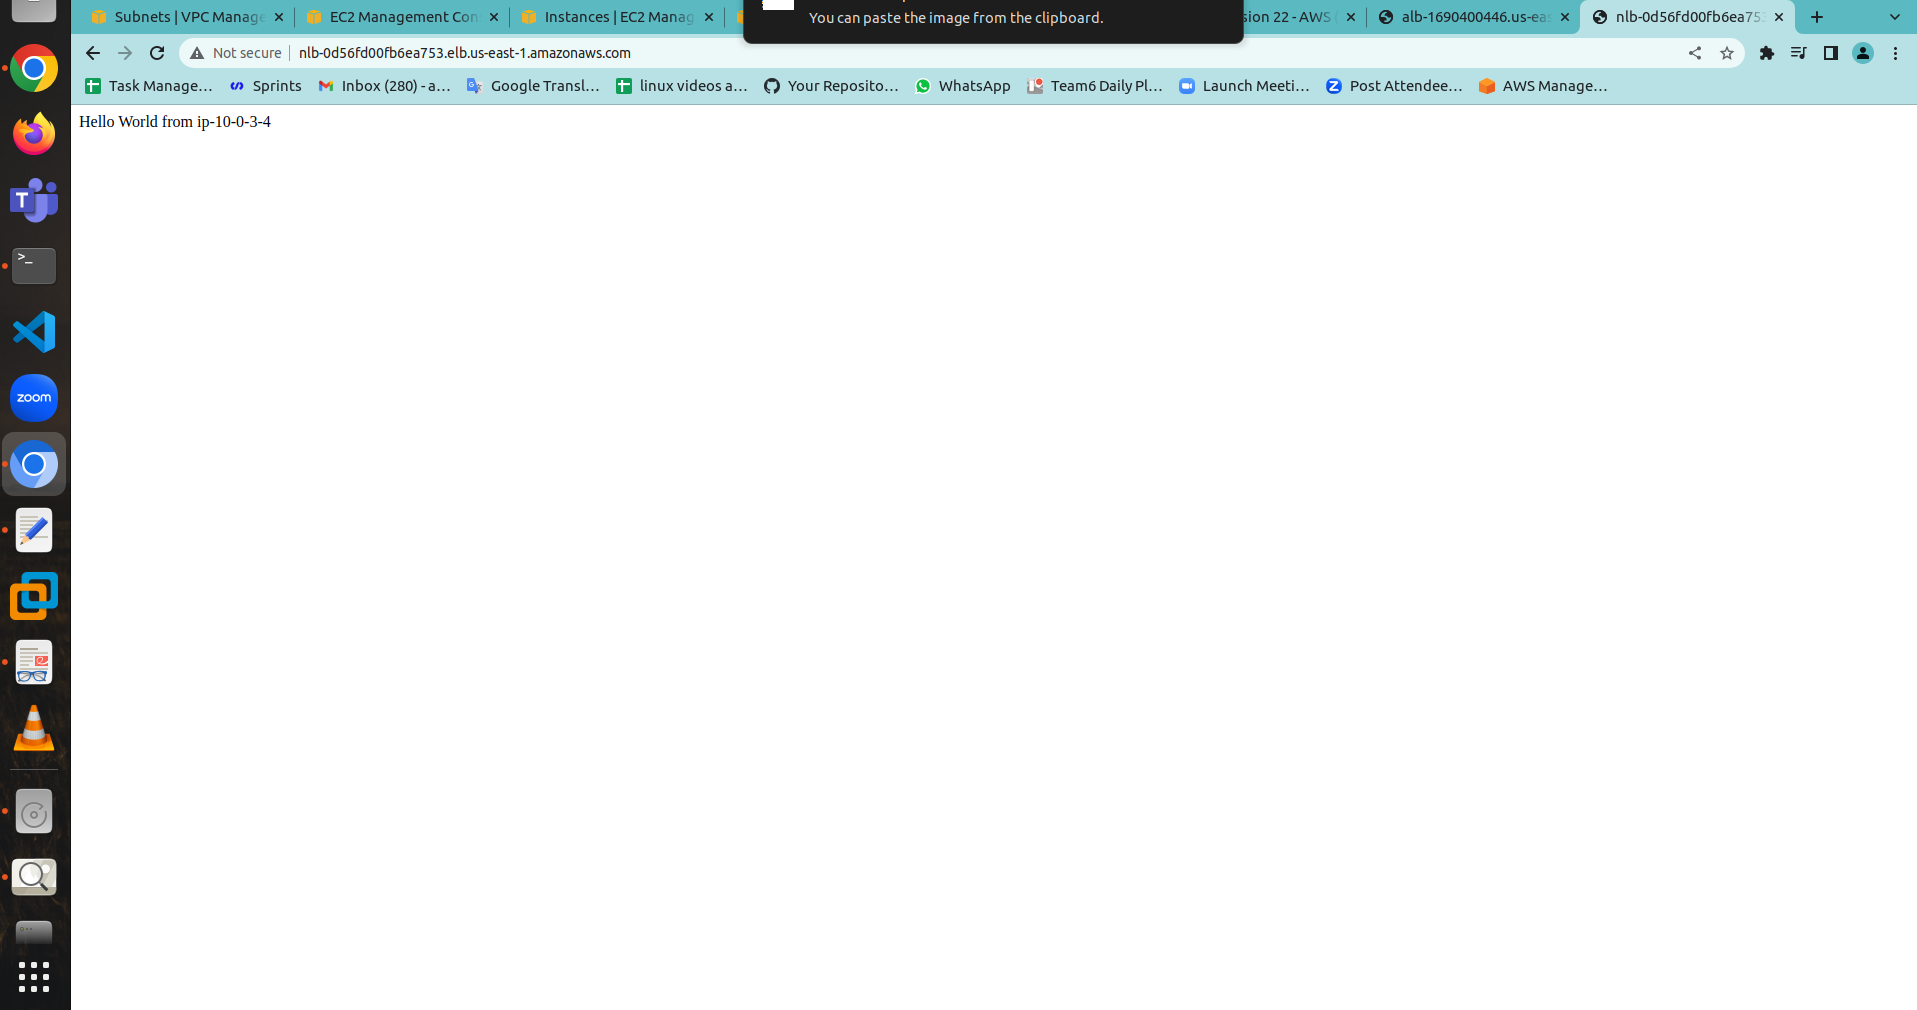 Subnets | VPC Manage
EC2 Management Con
Instances | EC2 Manag
You can paste the image from the clipboard.
sion 22 - AWS
alb-1690400446.us-eas
nlb-0d56fd00fb6ea753
Not secure
nlb-0d56fd00fb6ea753.elb.us-east-1.amazonaws.com
Task Manage...
Sprints
Inbox (280) - a...
Google Transl...
linux videos a...
Your Reposito...
WhatsApp
Team6 Daily Pl...
Launch Meeti...
Post Attendee...
AWS Manage...
Hello World from ip-10-0-3-4
T
>_
zoom